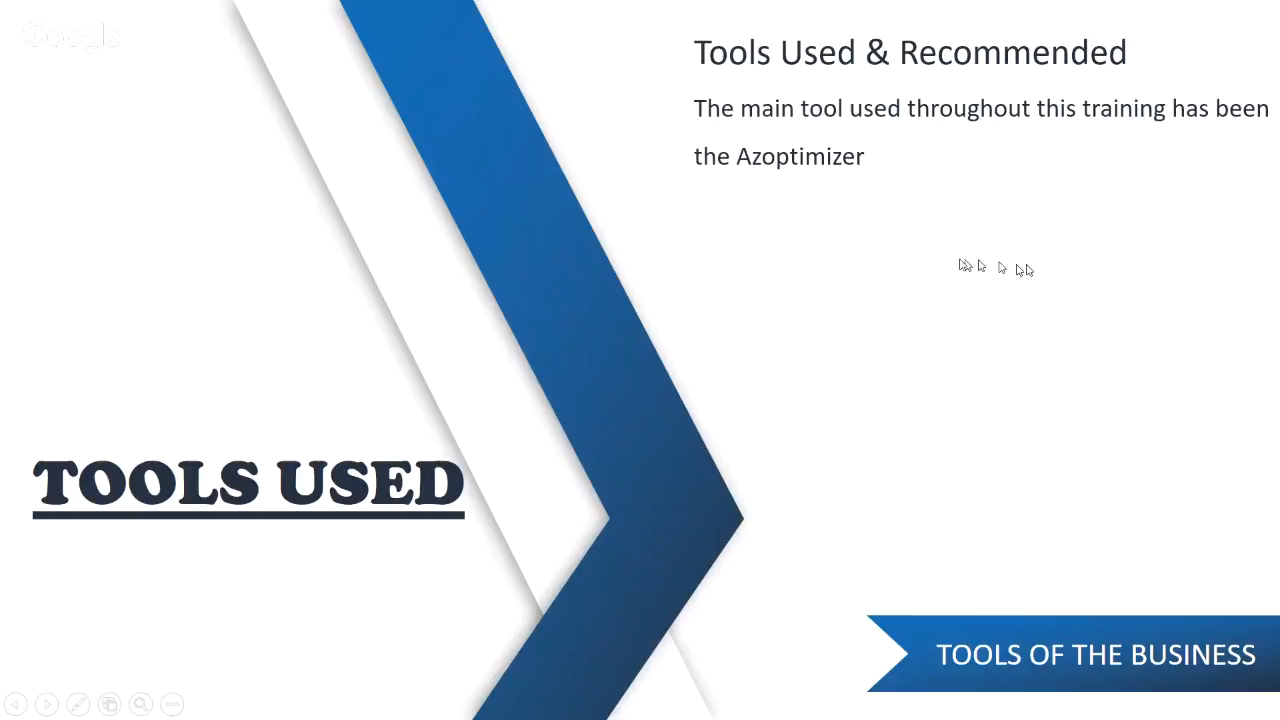 Google
Tools Used & Recommended
The main tool used throughout this training has been
the Azoptimizer
TOOLS USED
TOOLS OF THE BUSINESS